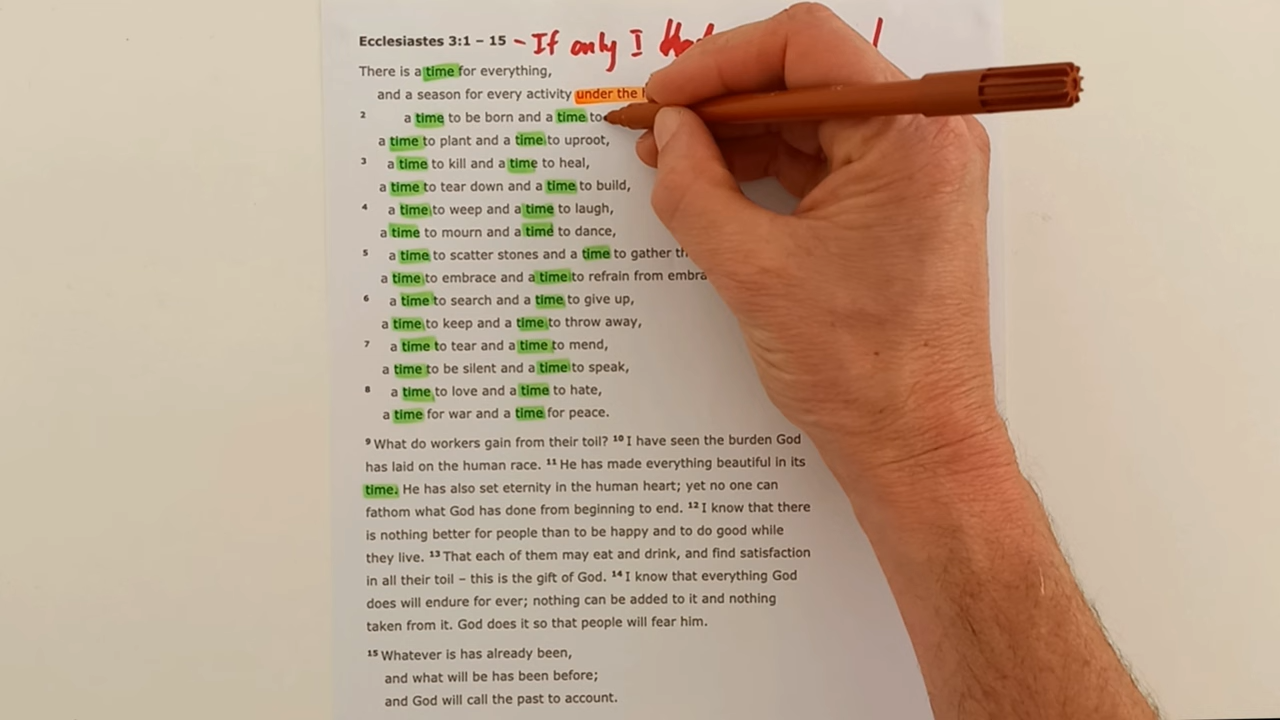 Ecclesiastes 3:1 – 15 - If only I Had !
There is a time for everything,
and a season for every activity under the
2 a time to be born and a time to
a time to plant and a time to uproot,
3 a time to kill and a time to heal,
a time to tear down and a time to build,
4 a time to weep and a time to laugh,
a time to mourn and a time to dance,
5 a time to scatter stones and a time to gather
a time to embrace and a time to refrain from
6 a time to search and a time to give up,
a time to keep and a time to throw away,
7 a time to tear and a time to mend,
a time to be silent and a time to speak,
8 a time to love and a time to hate,
a time for war and a time for peace.
9 What do workers gain from their toil? 10 I have seen the burden God
has laid on the human race. 11 He has made everything beautiful in its
time. He has also set eternity in the human heart; yet no one can
fathom what God has done from beginning to end. 12 I know that there
is nothing better for people than to be happy and to do good while
they live. 13 That each of them may eat and drink, and find satisfaction
in all their toil – this is the gift of God. 14 I know that everything God
does will endure for ever; nothing can be added to it and nothing
taken from it. God does it so that people will fear him.
15 Whatever is has already been,
and what will be has been before;
and God will call the past to account.